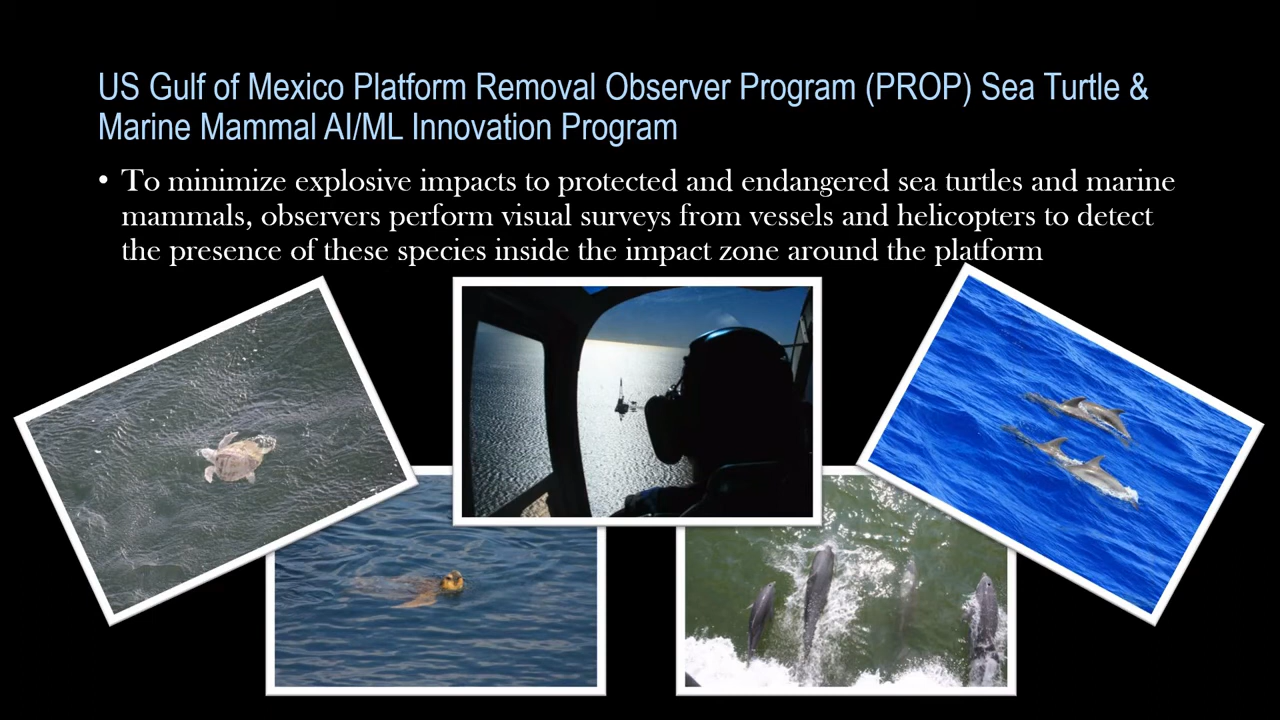 US Gulf of Mexico Platform Removal Observer Program (PROP) Sea Turtle &
Marine Mammal AI/ML Innovation Program
• To minimize explosive impacts to protected and endangered sea turtles and marine
mammals, observers perform visual surveys from vessels and helicopters to detect
the presence of these species inside the impact zone around the platform